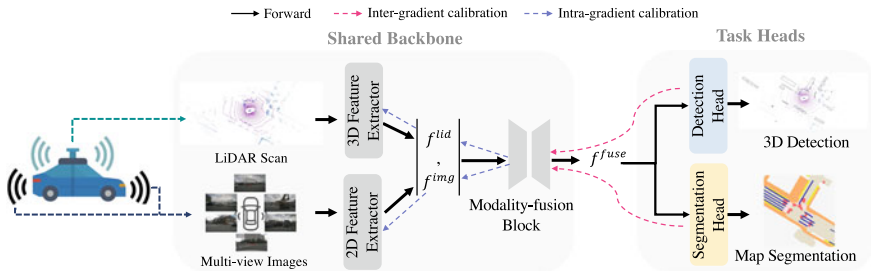 Forward
Inter-gradient calibration
Intra-gradient calibration
Shared Backbone
Task Heads
LiDAR Scan
3D Feature
Extractor
f^{lid}
,
f^{img}
2D Feature
Extractor
Multi-view Images
Modality-fusion
Block
f^{fuse}
Detection
Head
3D Detection
Segmentation
Head
Map Segmentation